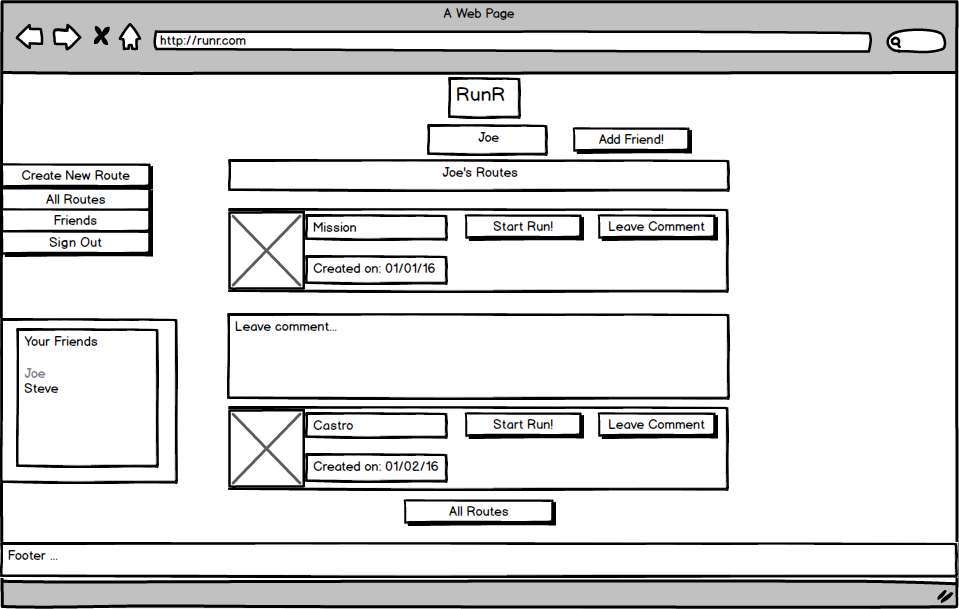 A Web Page
http://runr.com
RunR
Joe
Add Friend!
Create New Route
All Routes
Friends
Sign Out
Joe's Routes
Mission
Start Run!
Leave Comment
Created on: 01/01/16
Leave comment...
Your Friends
Joe
Steve
Castro
Start Run!
Leave Comment
Created on: 01/02/16
All Routes
Footer ...